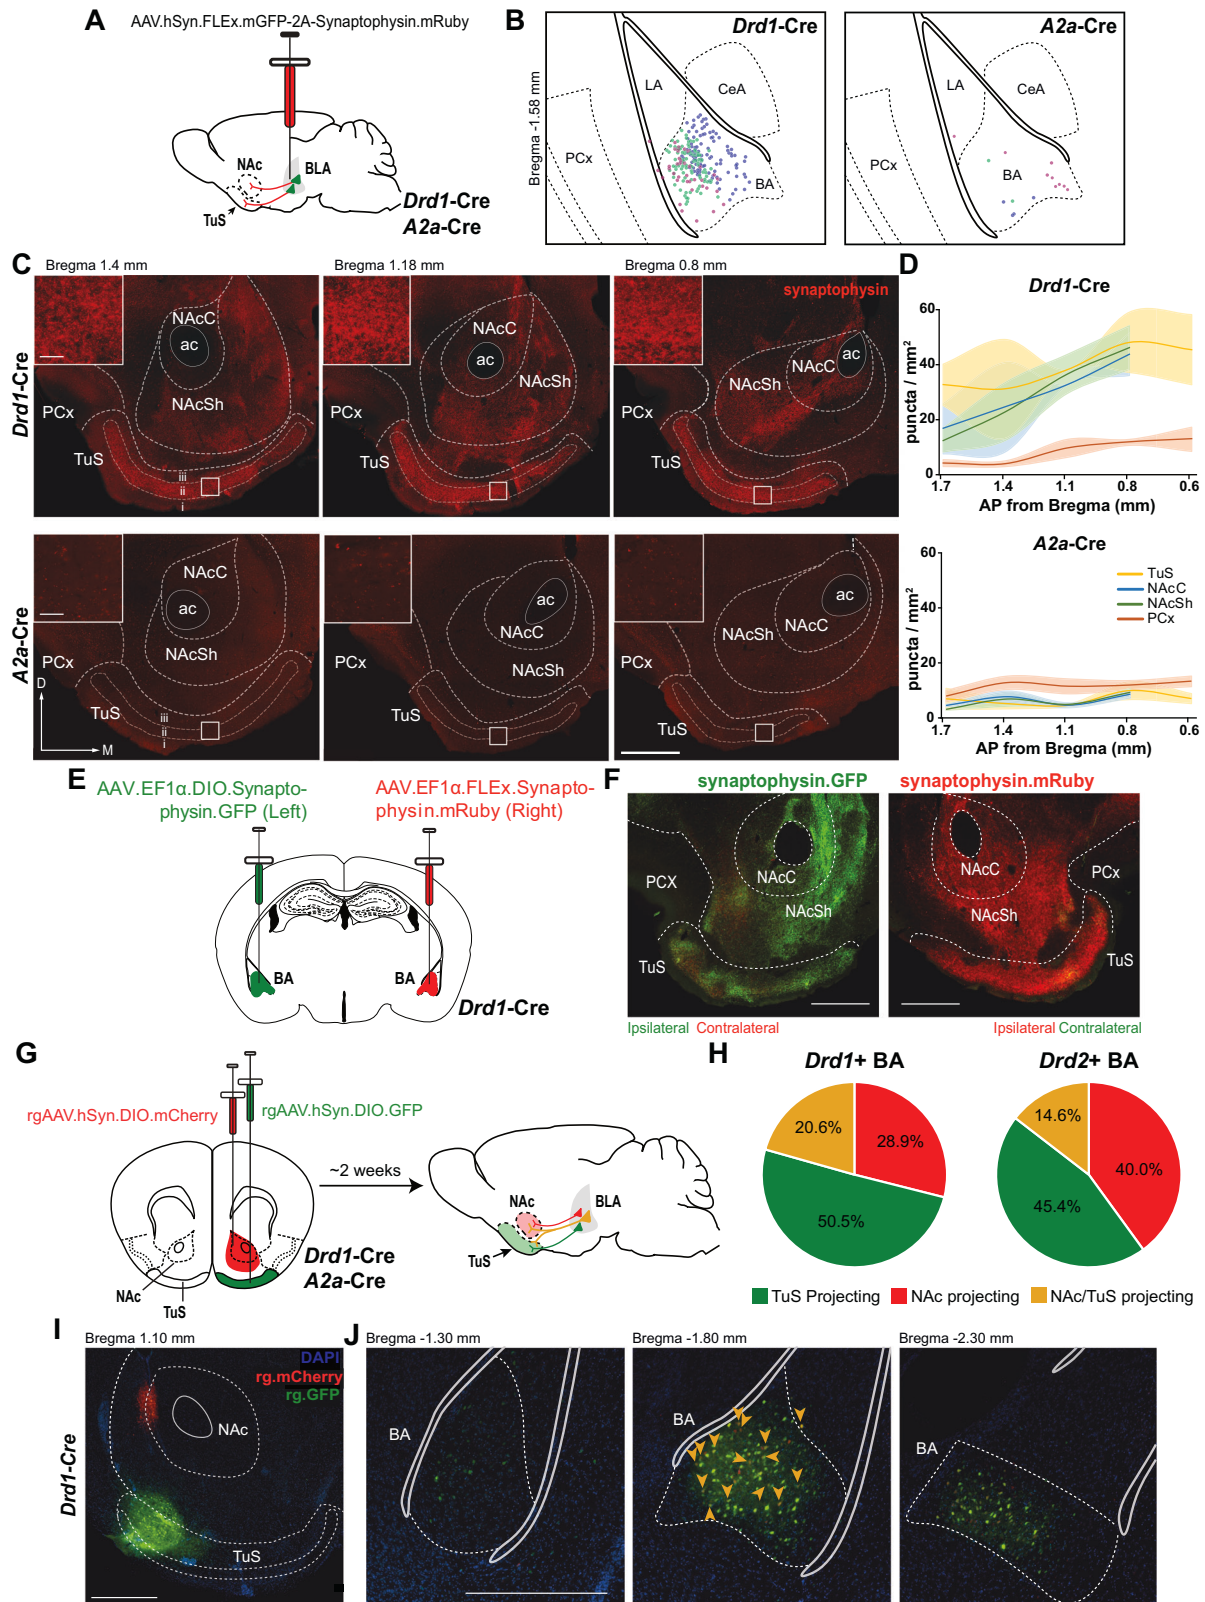 A
AAV.hSyn.FLEx.mGFP-2A-Synaptophysin.mRuby
NAc
BLA
TuS
Drd1-Cre
A2a-Cre
B
Bregma -1.58 mm
Drd1-Cre
LA
CeA
PCx
BA
A2a-Cre
LA
CeA
PCx
BA
C
Bregma 1.4 mm
Bregma 1.18 mm
Bregma 0.8 mm
Drd1-Cre
NAcC
ac
NAcSh
PCx
TuS
iii
ii
i
NAcC
ac
NAcSh
PCx
TuS
synaptophysin
NAcC
ac
NAcSh
PCx
TuS
A2a-Cre
NAcC
ac
NAcSh
PCx
D
TuS
iii
ii
i
M
ac
NAcC
NAcSh
PCx
TuS
ac
NAcC
NAcSh
PCx
TuS
D
Drd1-Cre
puncta / mm2
60
40
20
0
1.7 1.4 1.1 0.8 0.6
AP from Bregma (mm)
A2a-Cre
puncta / mm2
60
40
20
0
TuS
NAcC
NAcSh
PCx
1.7 1.4 1.1 0.8 0.6
AP from Bregma (mm)
E
AAV.EF1α.DIO.Synapto-
physin.GFP (Left)
AAV.EF1α.FLEx.Synapto-
physin.mRuby (Right)
BA
BA
Drd1-Cre
F
synaptophysin.GFP
synaptophysin.mRuby
PCX
NAcC
NAcSh
TuS
NAcC
PCx
NAcSh
TuS
Ipsilateral Contralateral
Ipsilateral Contralateral
G
rgAAV.hSyn.DIO.mCherry
rgAAV.hSyn.DIO.GFP
~2 weeks
NAc
TuS
Drd1-Cre
A2a-Cre
NAc
BLA
TuS
H
Drd1+ BA
20.6%
28.9%
50.5%
Drd2+ BA
14.6%
40.0%
45.4%
TuS Projecting
NAc projecting
NAc/TuS projecting
I
Bregma 1.10 mm
Drd1-Cre
DAPI
rg.mCherry
rg.GFP
NAc
TuS
J
Bregma -1.30 mm
BA
Bregma -1.80 mm
BA
Bregma -2.30 mm
BA